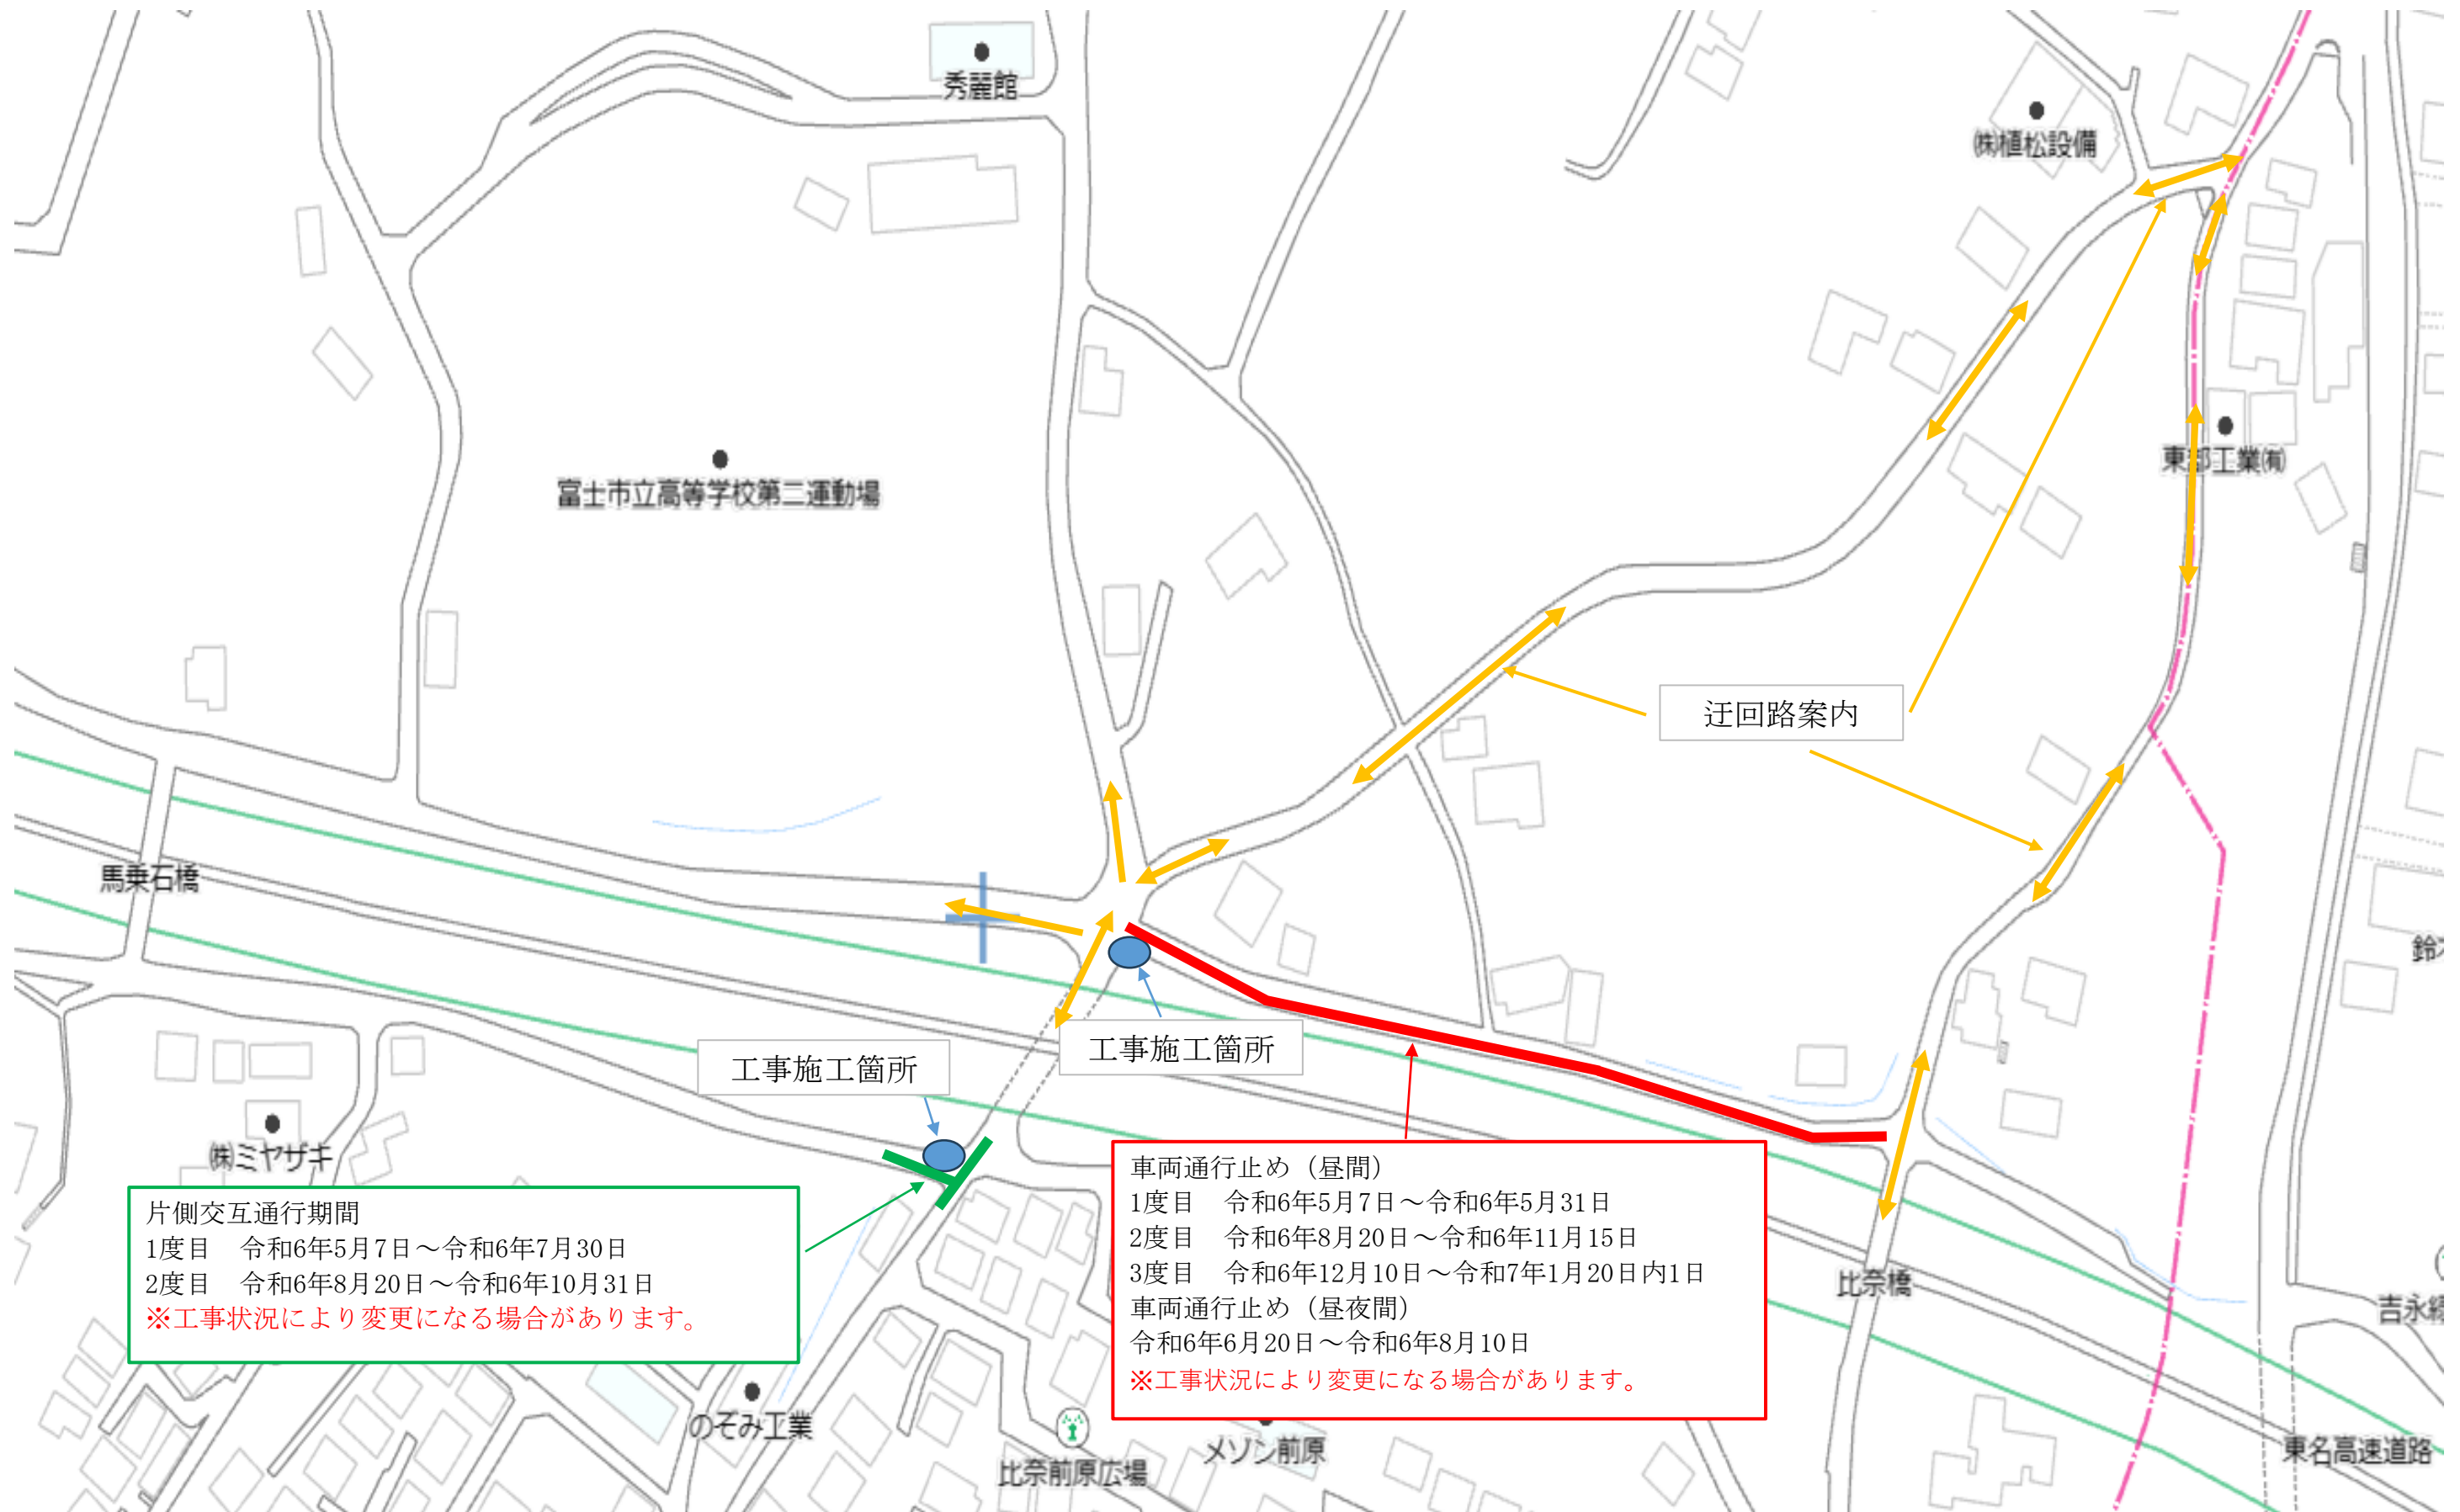 秀麗館
㈱植松設備
富士市立高等学校第二運動場
東部工業㈲
迂回路案内
馬乗石橋
工事施工箇所
工事施工箇所
㈱ミヤザキ
片側交互通行期間
1度目　令和6年5月7日～令和6年7月30日
2度目　令和6年8月20日～令和6年10月31日
※工事状況により変更になる場合があります。
車両通行止め（昼間）
1度目　令和6年5月7日～令和6年5月31日
2度目　令和6年8月20日～令和6年11月15日
3度目　令和6年12月10日～令和7年1月20日内1日
車両通行止め（昼夜間）
令和6年6月20日～令和6年8月10日
※工事状況により変更になる場合があります。
比奈橋
のぞみ工業
比奈前原広場
メゾン前原
東名高速道路
吉永